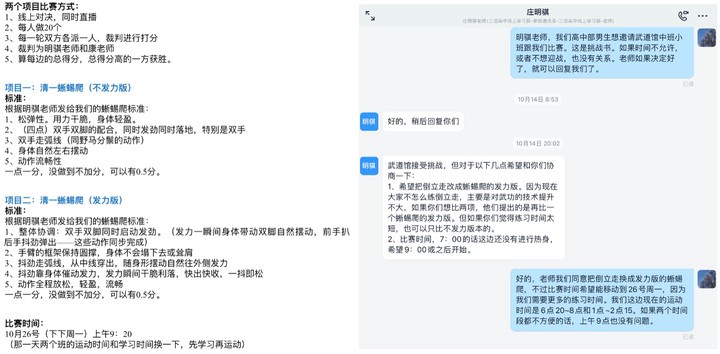 两个项目比赛方式：
1、线上对决，同时直播
2、每人做20个
3、每一轮双方各派一人，裁判进行打分
4、裁判为明骐老师和康老师
5、算每边的总得分，总得分高的一方获胜。
项目一：清一蜥蜴爬（不发力版）
标准：
根据明骐老师发给我们的蜥蜴爬标准：
1、松弹性。用力干脆，身体轻盈。
2、（四点）双手双脚的配合，同时发劲同时落地，特别是双手
3、双手走弧线（同野马分鬃的动作）
4、身体自然左右摆动
5、动作流畅性
一点一分，没做到不加分，可以有0.5分。
项目二：清一蜥蜴爬（发力版）
标准：
根据明骐老师发给我们的蜥蜴爬标准：
1、整体协调：双手双脚同时启动发劲。（发力一瞬间身体带动双脚自然摆动，前手扒
后手抖劲弹出——这些动作同步完成）
2、手臂的框架保持圆撑，身体不会塌下去或耸肩
3、抖劲走弧线，从中线穿出，随身形摆动自然往外侧发力
4、抖劲靠身体催动发力，发力瞬间干脆利落，快出快收，一抖即松
5、动作全程放松，轻盈，流畅
一点一分，没做到不加分，可以有0.5分。
比赛时间：
10月26号（下下周一）上午9：20
（那一天两个班的运动时间和学习时间换一下，先学习再运动）
庄明骐
明骐老师，我们高中部男生想邀请武道馆中班小
班跟我们比赛。这是挑战书。如果时间不允许，
或者不想迎战，也没有关系。老师如果决定好
了，就可以回复我们了。
已读
10月14日 8:53
明骐
好的，稍后回复你们
10月14日 20:02
明骐
武道馆接受挑战，但对于以下几点希望和你们协
商一下：
1、希望把倒立走改成蜥蜴爬的发力版。因为现在
大家不怎么练倒立走，主要是对武功的技术提升
不大，如果你们想比两项，他们提出的是再比一
个蜥蜴爬的发力版。但如果你们觉得练习时间太
短，也可以只比不发力版本的。
2、比赛时间，7：00的话这边还没有进行热身，
希望9：00或之后开始。
好的，老师我们同意把倒立走换成发力版的蜥蜴
爬，不过比赛时间希望能移动到26号周一，因为
我们需要更多的练习时间。我们这边现在的运动
时间是6点20~8点和1点~2点15。如果两个时间
段都不方便的话，上午9点也没有问题。
已读